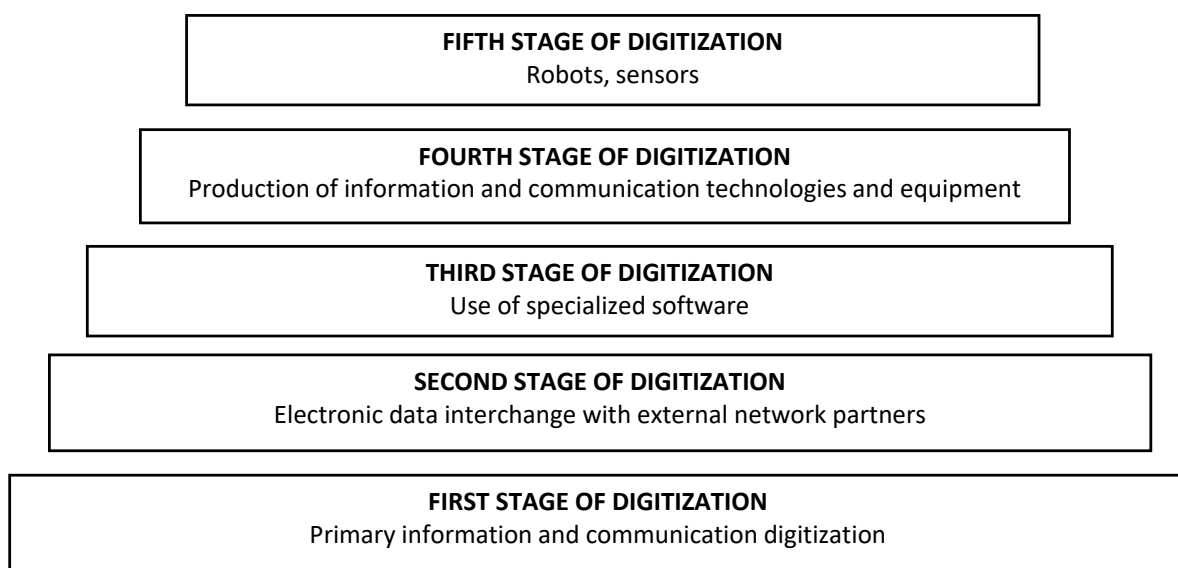 FIFTH STAGE OF DIGITIZATION
Robots, sensors
FOURTH STAGE OF DIGITIZATION
Production of information and communication technologies and equipment
THIRD STAGE OF DIGITIZATION
Use of specialized software
SECOND STAGE OF DIGITIZATION
Electronic data interchange with external network partners
FIRST STAGE OF DIGITIZATION
Primary information and communication digitization